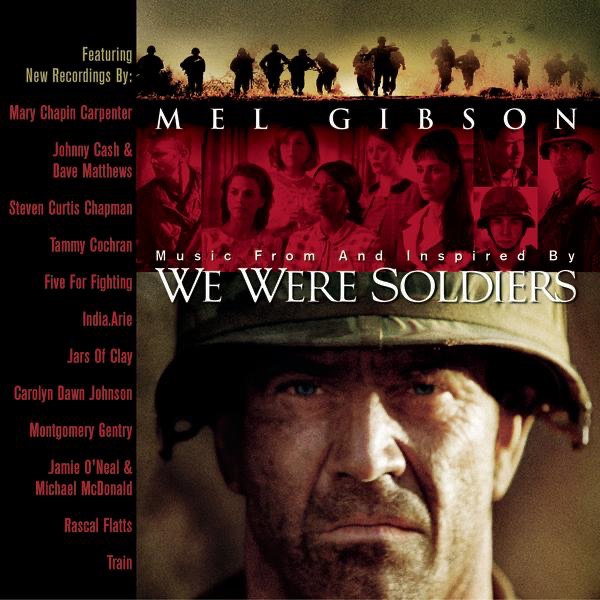 Featuring
New Recordings By:
Mary Chapin Carpenter
Johnny Cash &
Dave Matthews
Steven Curtis Chapman
Tammy Cochran
Five For Fighting
India.Arie
Jars Of Clay
Carolyn Dawn Johnson
Montgomery Gentry
Jamie O'Neal &
Michael McDonald
Rascal Flatts
Train
MEL GIBSON
Music From And Inspired By
WE WERE SOLDIERS